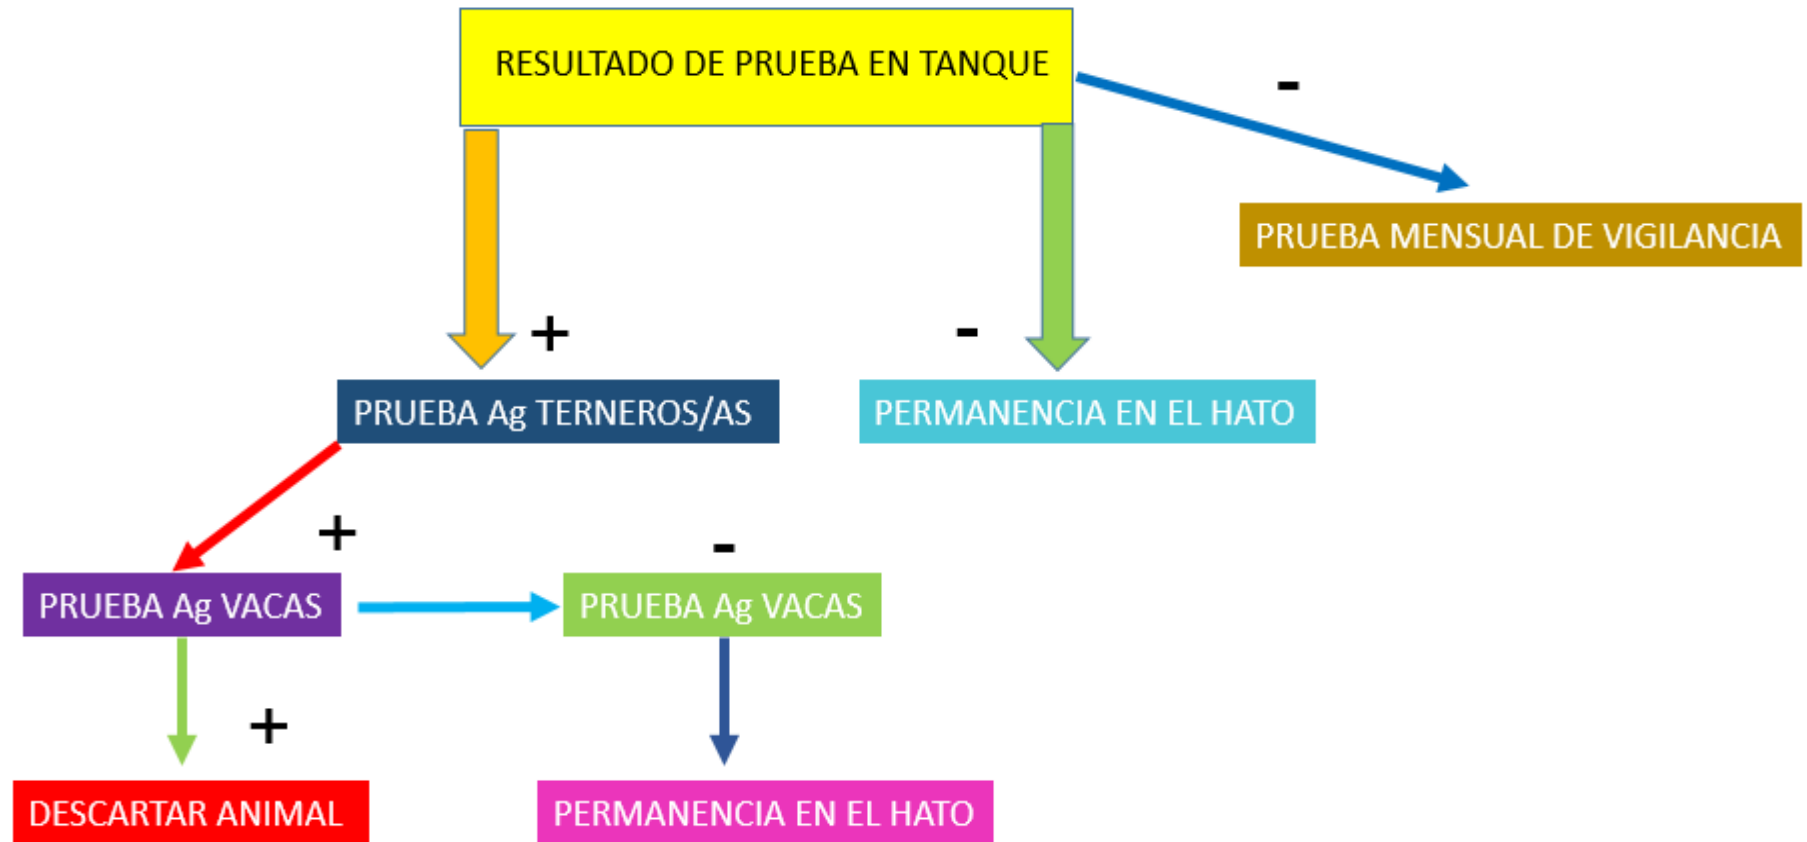 RESULTADO DE PRUEBA EN TANQUE
-
PRUEBA MENSUAL DE VIGILANCIA
+
-
PRUEBA Ag TERNEROS/AS
PERMANENCIA EN EL HATO
+
-
PRUEBA Ag VACAS
PRUEBA Ag VACAS
+
DESCARTAR ANIMAL
PERMANENCIA EN EL HATO